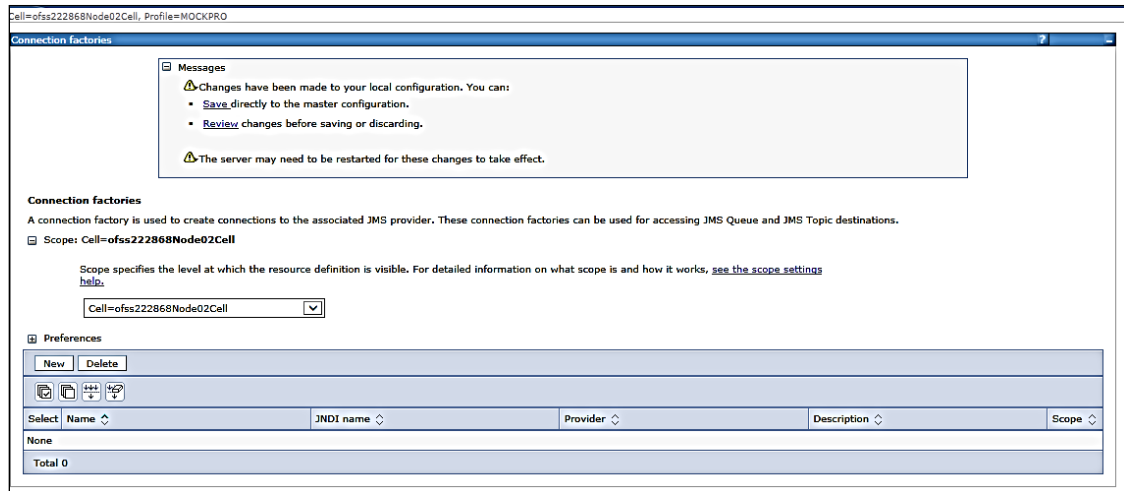 Cell=ofss222868Node02Cell, Profile=MOCKPRO
Connection factories
?
Messages
Changes have been made to your local configuration. You can:
Save directly to the master configuration.
Review changes before saving or discarding.
The server may need to be restarted for these changes to take effect.
Connection factories
A connection factory is used to create connections to the associated JMS provider. These connection factories can be used for accessing JMS Queue and JMS Topic destinations.
Scope: Cell=ofss222868Node02Cell
Scope specifies the level at which the resource definition is visible. For detailed information on what scope is and how it works, see the scope settings
help.
Cell=ofss222868Node02Cell
Preferences
New Delete
Select Name JNDI name Provider Description Scope
None
Total 0